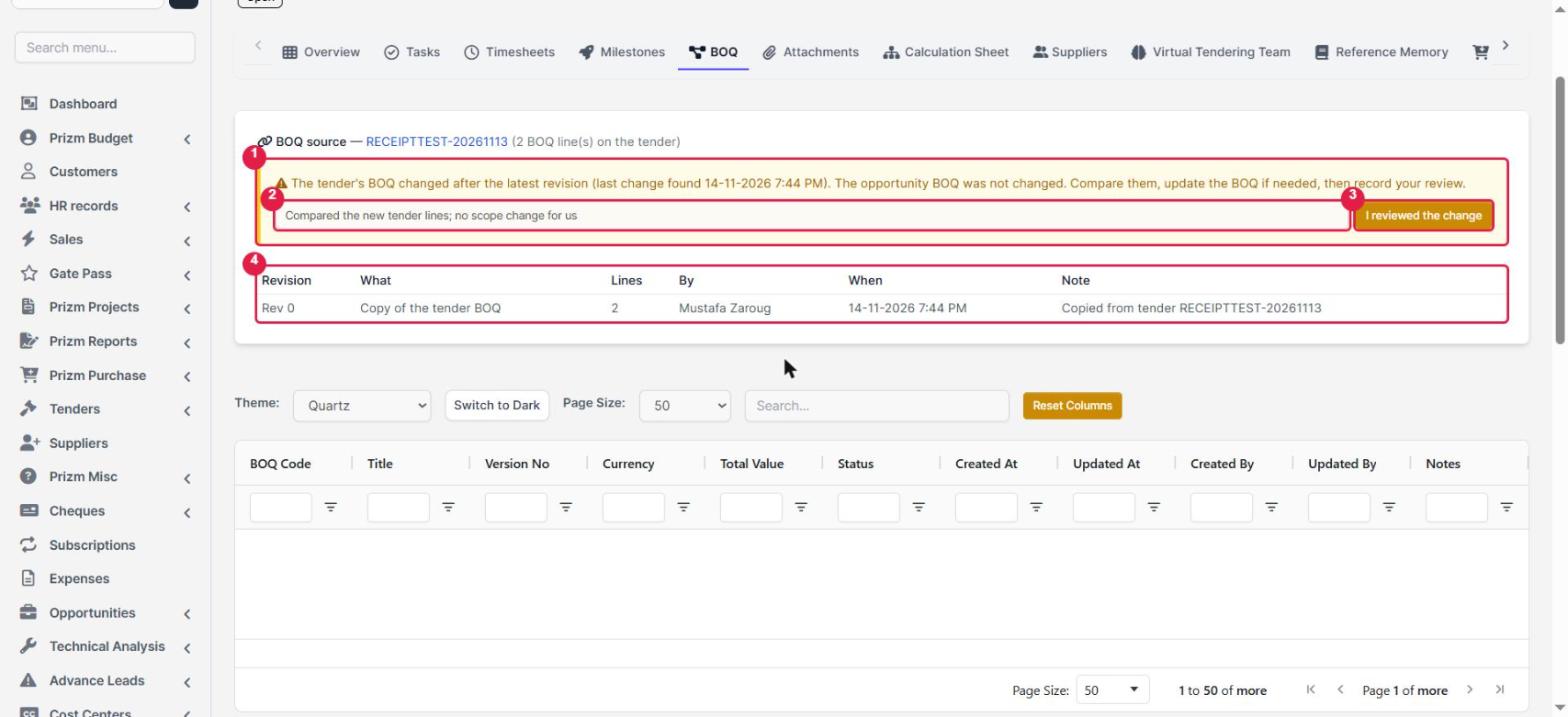 Open
Search menu...
Overview
Tasks
Timesheets
Milestones
BOQ
Attachments
Calculation Sheet
Suppliers
Virtual Tendering Team
Reference Memory
Dashboard
Prizm Budget
Customers
HR records
Sales
Gate Pass
Prizm Projects
Prizm Reports
Prizm Purchase
Tenders
Suppliers
Prizm Misc
Cheques
Subscriptions
Expenses
Opportunities
Technical Analysis
Advance Leads
Cost Centers
BOQ source — RECEIPTTEST-20261113 (2 BOQ line(s) on the tender)
1
The tender's BOQ changed after the latest revision (last change found 14-11-2026 7:44 PM). The opportunity BOQ was not changed. Compare them, update the BOQ if needed, then record your review.
2
Compared the new tender lines; no scope change for us
3
I reviewed the change
4
Revision What Lines By When Note
Rev 0 Copy of the tender BOQ 2 Mustafa Zaroug 14-11-2026 7:44 PM Copied from tender RECEIPTTEST-20261113
Theme: Quartz Switch to Dark Page Size: 50 Search... Reset Columns
BOQ Code Title Version No Currency Total Value Status Created At Updated At Created By Updated By Notes
Page Size: 50 1 to 50 of more Page 1 of more